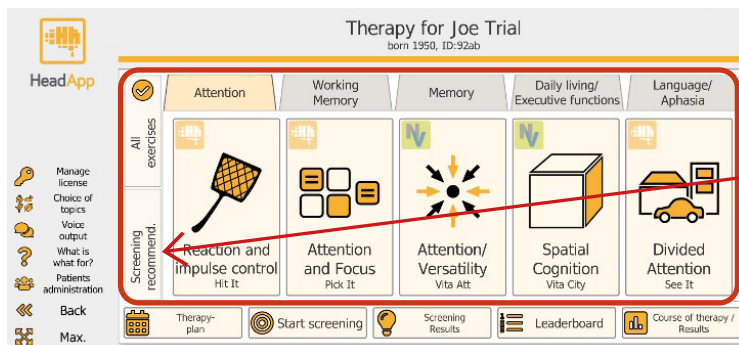 Therapy for Joe Trial
born 1950, ID:92ab
HeadApp
Manage
license
Choice of
topics
Voice
output
What is
what for?
Patients
administration
Back
Max.
All
exercises
Screening
recommend.
Attention
Working
Memory
Memory
Daily living/
Executive functions
Language/
Aphasia
Reaction and
impulse control
Hit It
Attention
and Focus
Pick It
NV
Attention/
Versatility
Vita Att
NV
Spatial
Cognition
Vita City
Divided
Attention
See It
Therapy-
plan
Start screening
Screening
Results
Leaderboard
Course of therapy /
Results